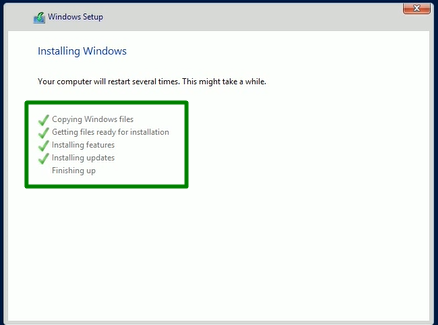 Windows Setup
Installing Windows
Your computer will restart several times. This might take a while.
Copying Windows files
Getting files ready for installation
Installing features
Installing updates
Finishing up